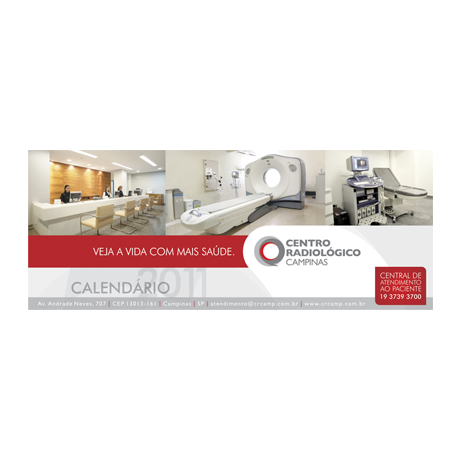 VEJA A VIDA COM MAIS SAÚDE.
CENTRO
RADIOLÓGICO
CAMPINAS
CALENDÁRIO
2011
CENTRAL DE
ATENDIMENTO
AO PACIENTE
19 3739 3700
Av. Andrade Neves, 707 | CEP 13013-161 | Campinas | SP | atendimento@crcamp.com.br | www.crcamp.com.br